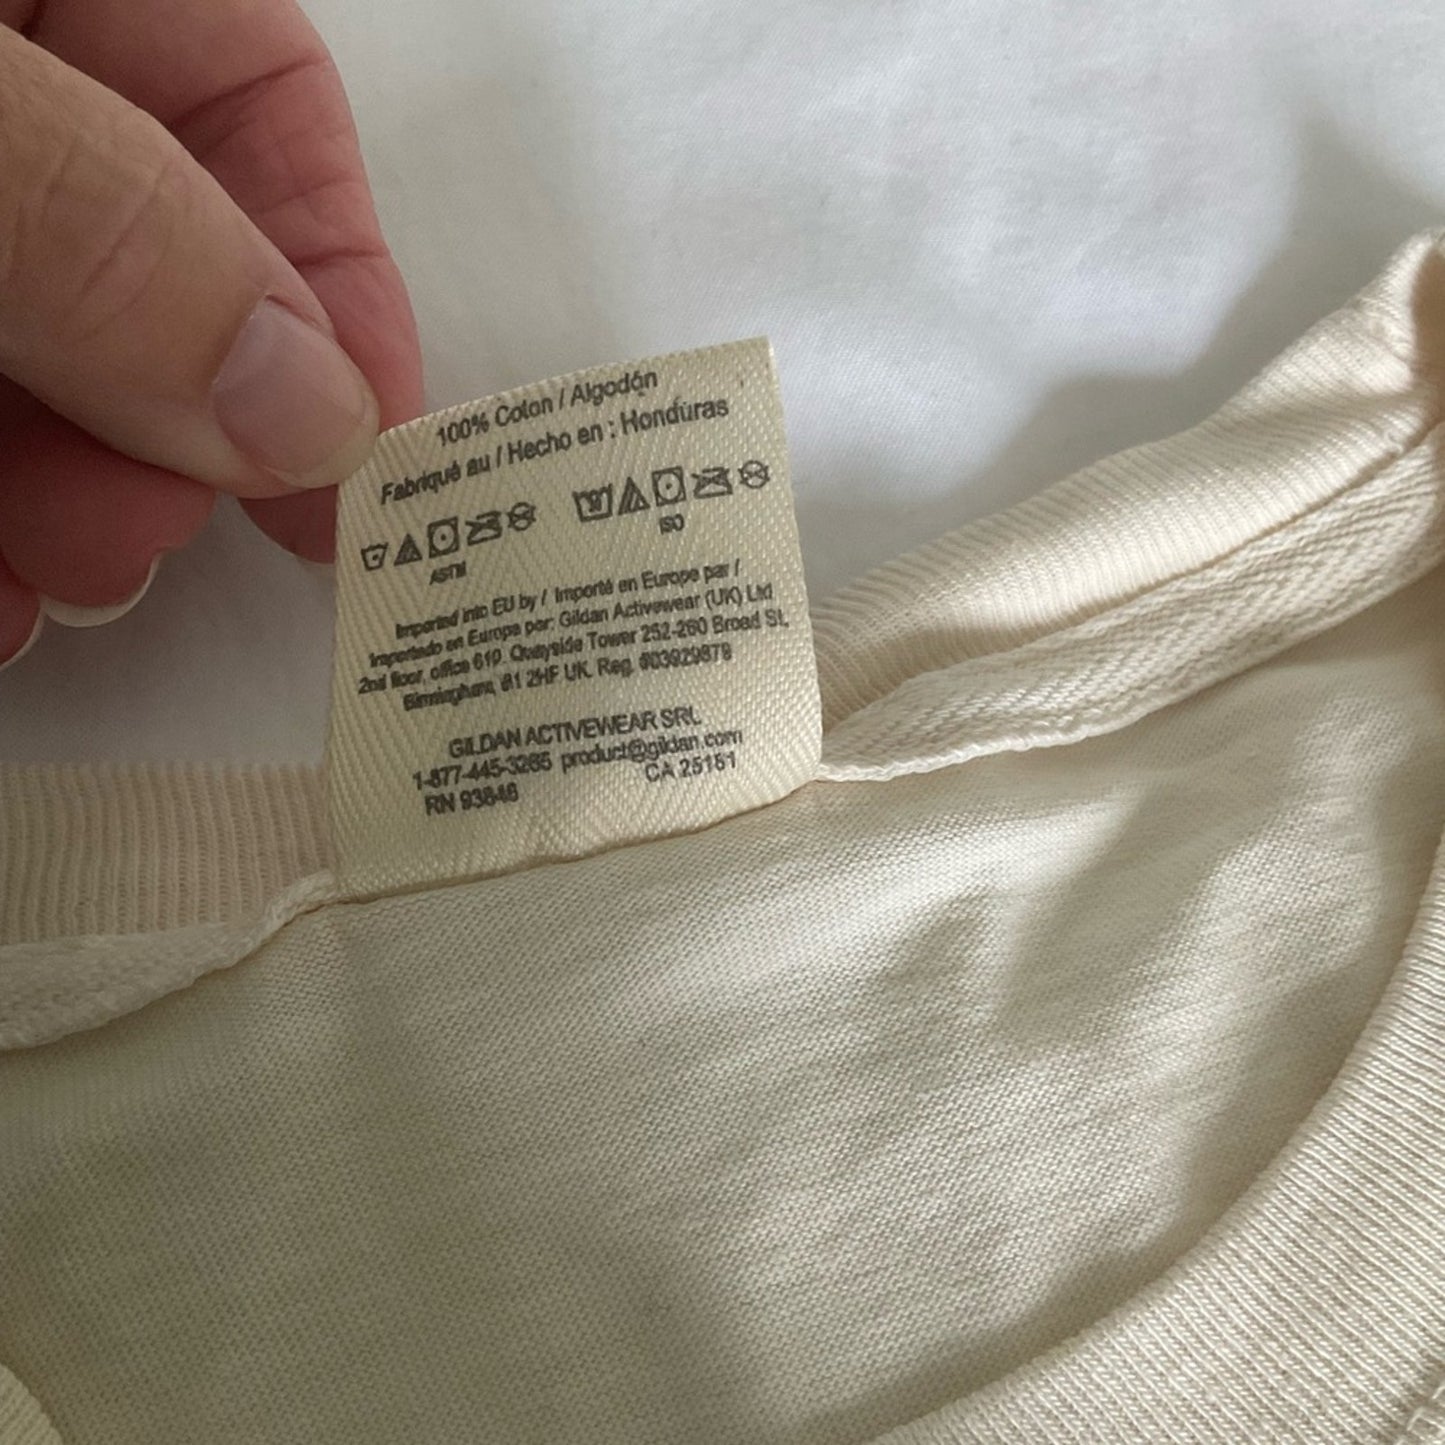 100% Coton / Algodón
Fabriqué au / Hecho en : Honduras
ASTM
ISO
Imported into EU by / Importé en Europe par /
Importado en Europa por: Gildan Activewear (UK) Ltd
2nd floor, office 610, Quayside Tower 252-260 Broad St,
Birmingham, B1 2HF UK. Reg. 603929879
GILDAN ACTIVEWEAR SRL
1-877-445-3265 product@gildan.com
RN 93846 CA 25151